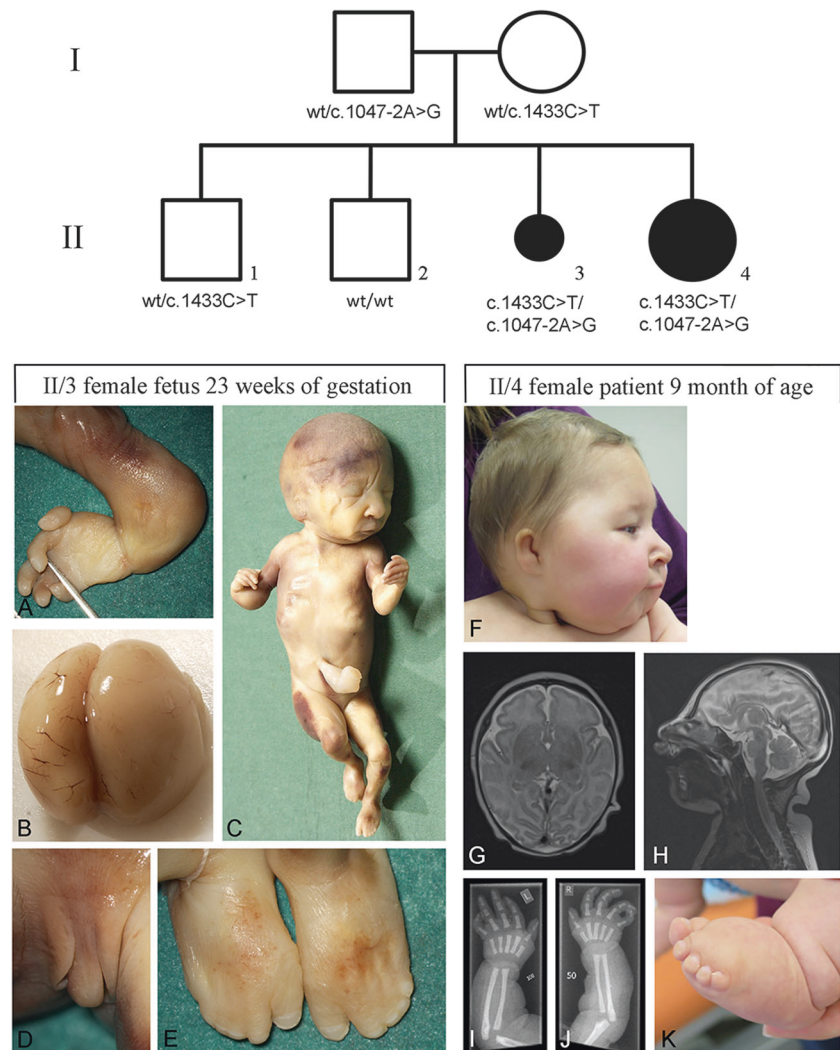 I
wt/c.1047-2A>G
wt/c.1433C>T
II
1
2
3
4
wt/c.1433C>T
wt/wt
c.1433C>T/
c.1047-2A>G
c.1433C>T/
c.1047-2A>G
II/3 female fetus 23 weeks of gestation
II/4 female patient 9 month of age
A
B
C
D
E
F
G
H
L
I
R
50
J
K